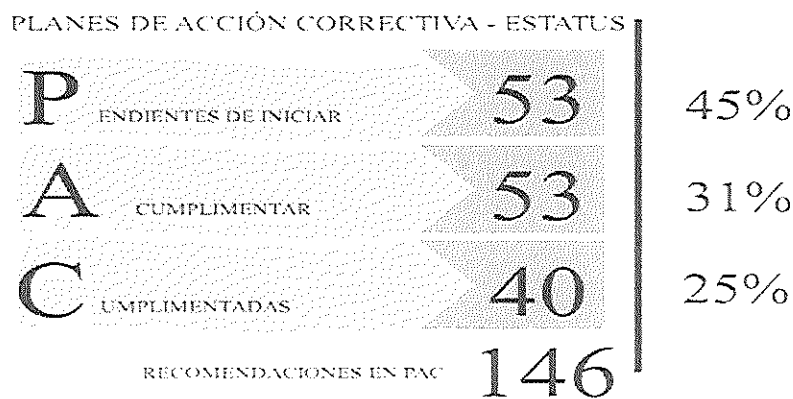 PLANES DE ACCIÓN CORRECTIVA - ESTATUS
PENDIENTES DE INICIAR 53 45%
A CUMPLIMENTAR 53 31%
CUMPLIMENTADAS 40 25%
RECOMENDACIONES EN PAC 146